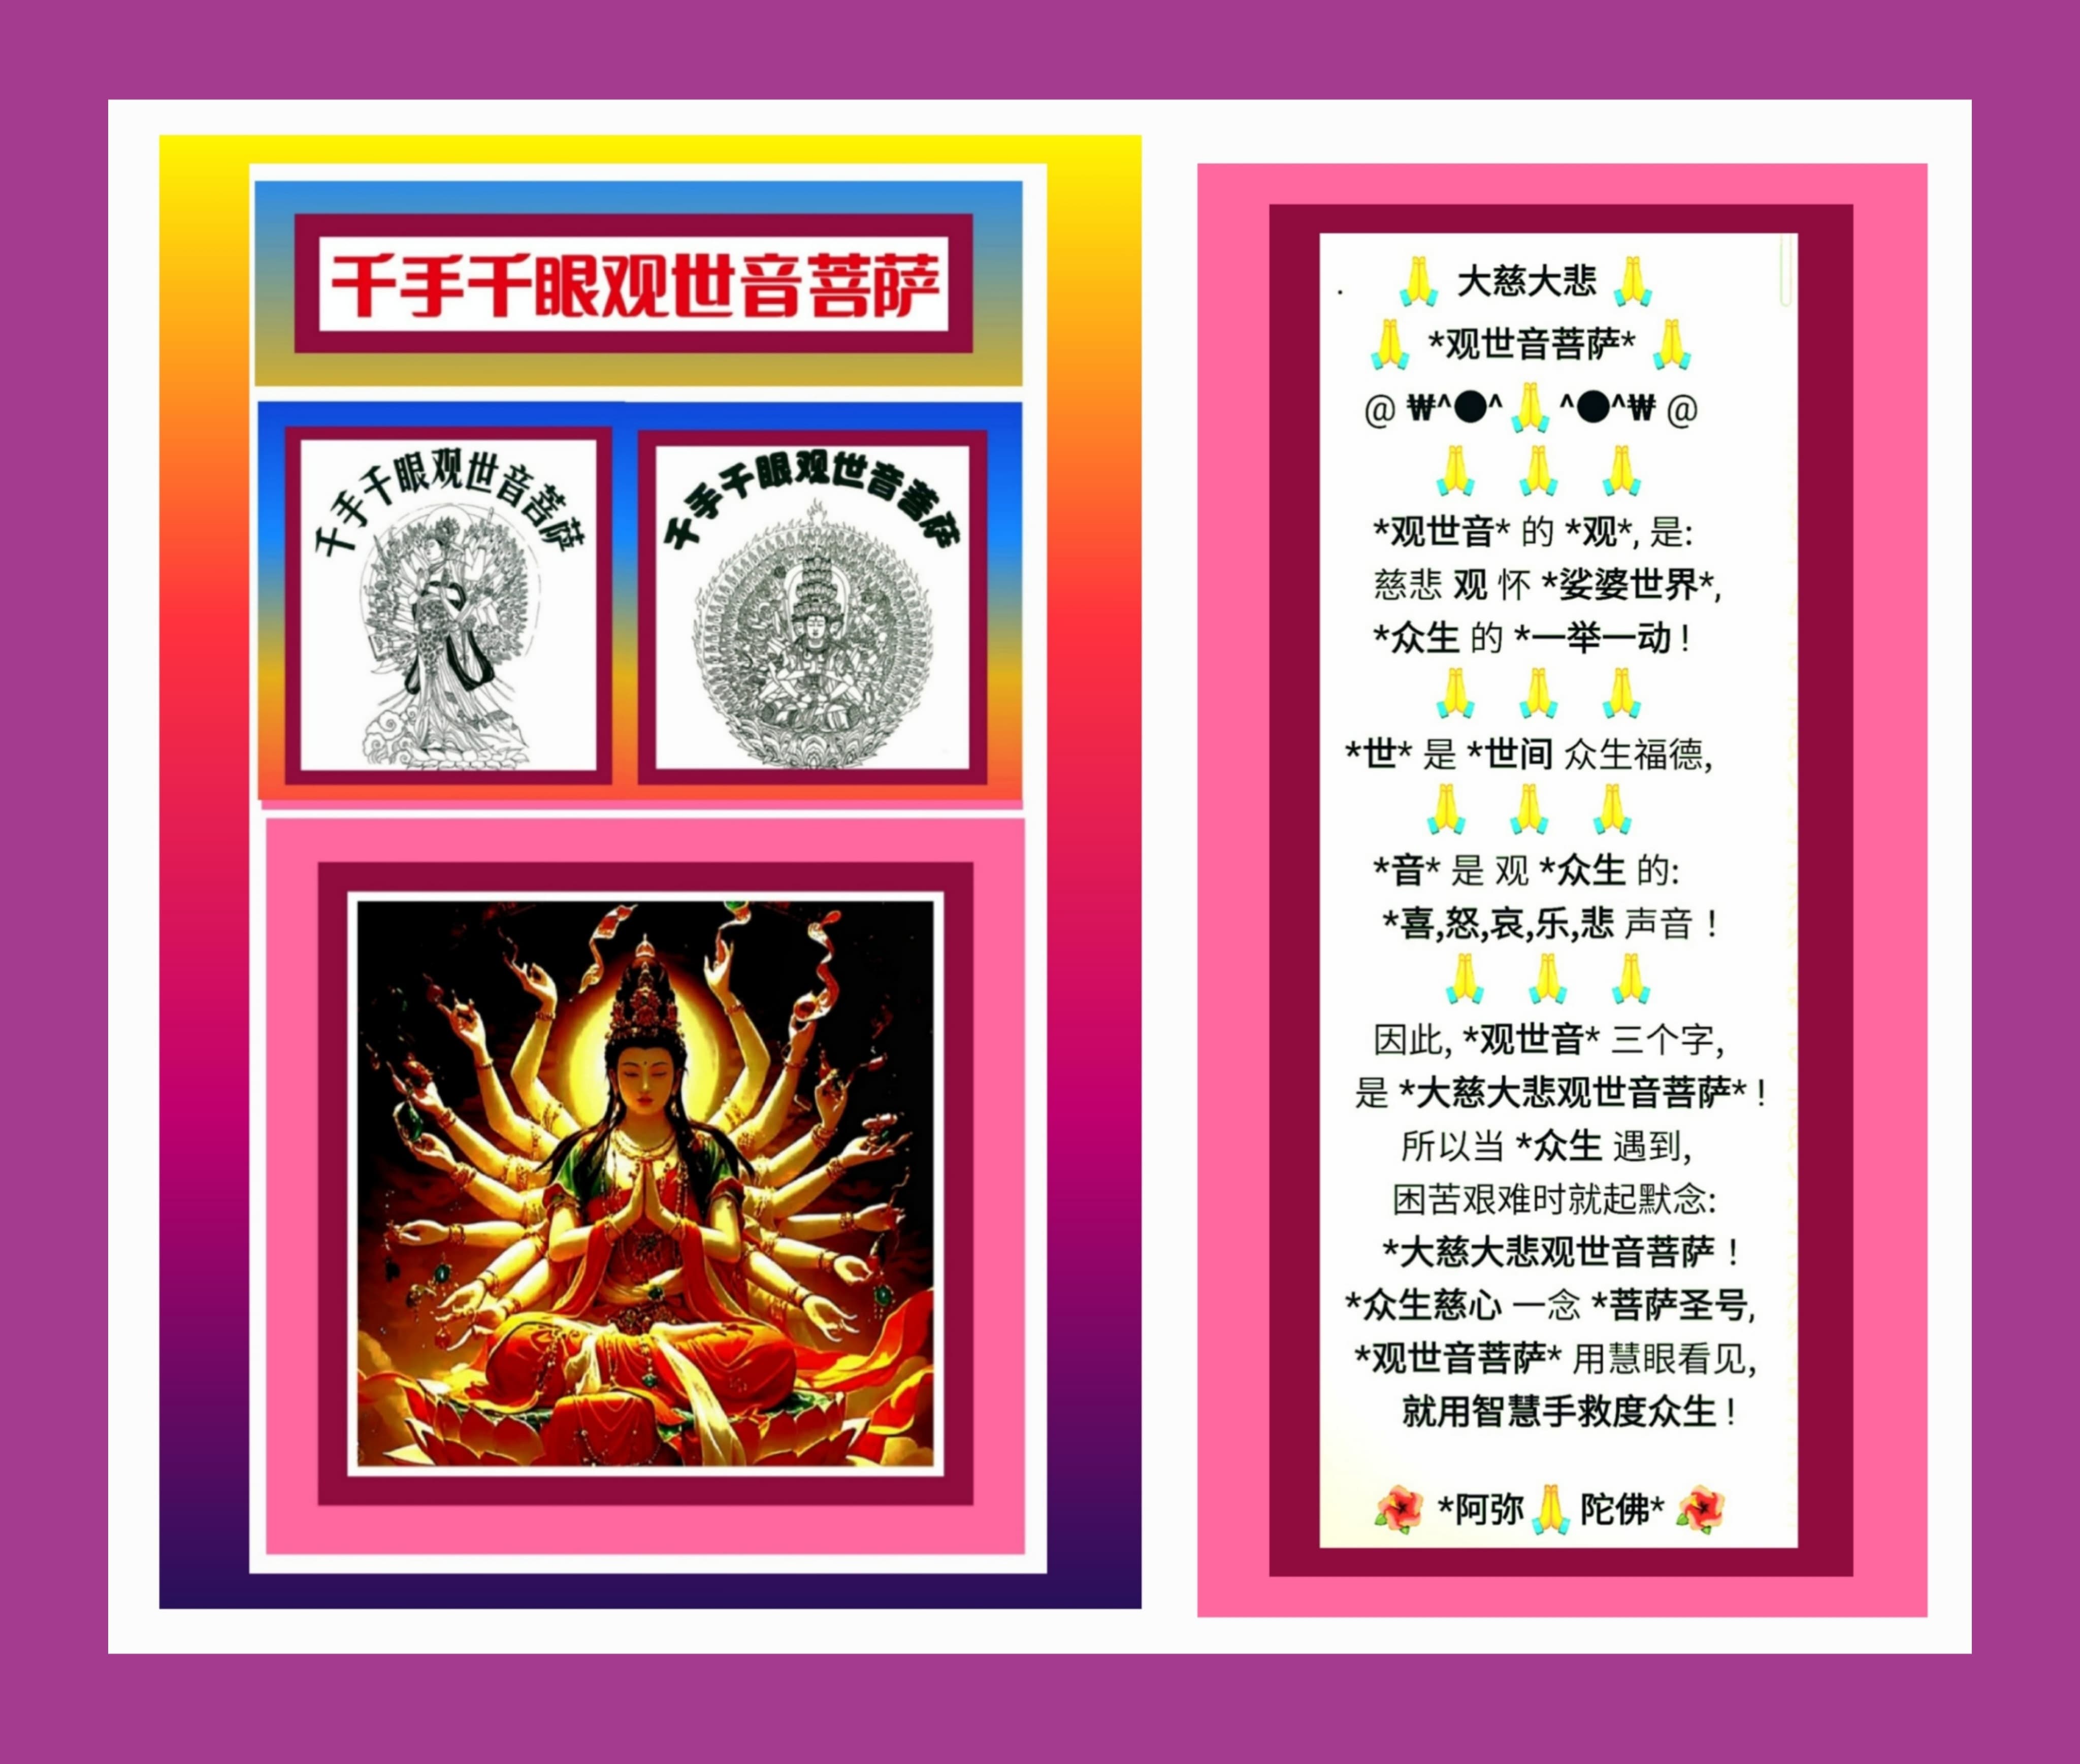 千手千眼观世音菩萨
千手千眼观世音菩萨
千手千眼观世音菩萨
. 🙏 大慈大悲 🙏
🙏 *观世音菩萨* 🙏
@ ₩^●^ 🙏 ^●^₩ @
🙏 🙏 🙏
*观世音* 的 *观*, 是:
慈悲 观 怀 *娑婆世界*,
*众生 的 *一举一动 !
🙏 🙏 🙏
*世* 是 *世间 众生福德,
🙏 🙏 🙏
*音* 是 观 *众生 的:
*喜,怒,哀,乐,悲 声音 !
🙏 🙏 🙏
因此, *观世音* 三个字,
是 *大慈大悲观世音菩萨* !
所以当 *众生 遇到,
困苦艰难时就起默念:
*大慈大悲观世音菩萨 !
*众生慈心 一念 *菩萨圣号,
*观世音菩萨* 用慧眼看见,
就用智慧手救度众生 !
🌺 *阿弥🙏陀佛* 🌺